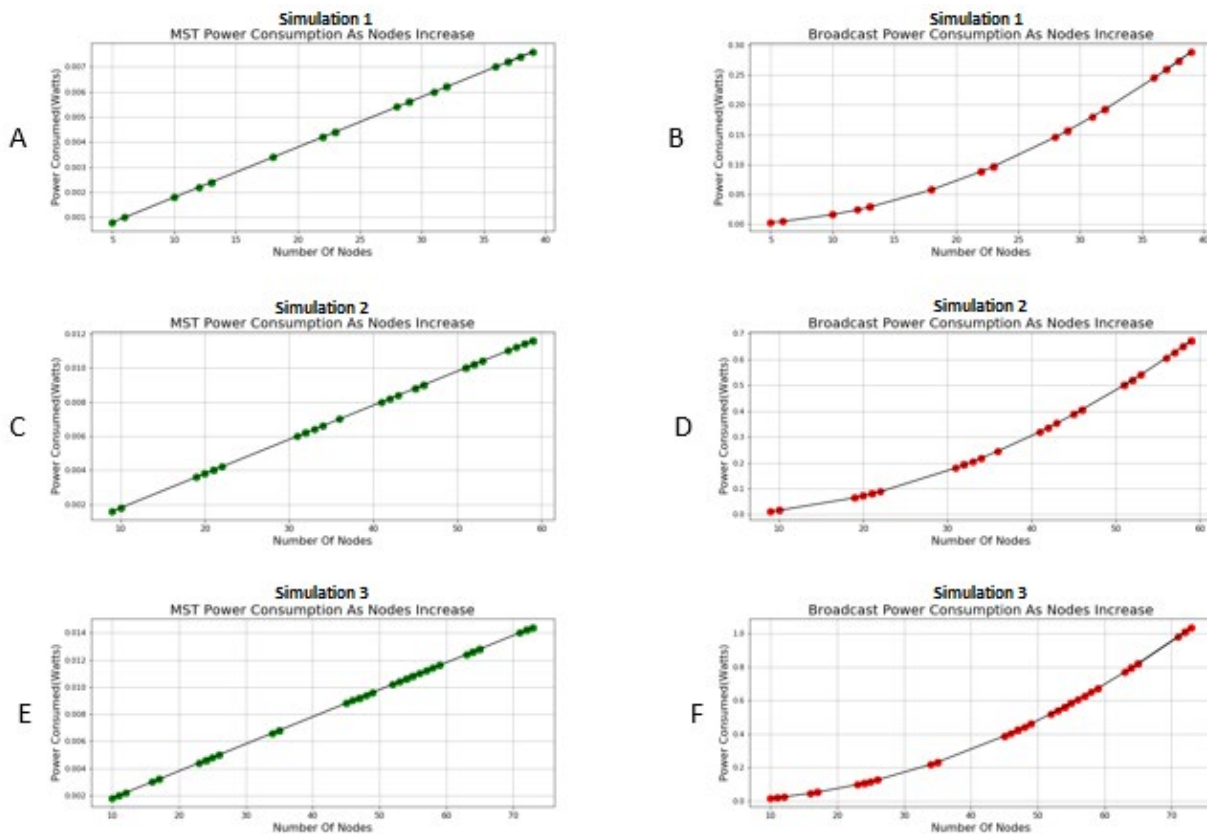 Simulation 1
MST Power Consumption As Nodes Increase
A
Power Consumed(Watts)
0.007
0.006
0.005
0.004
0.003
0.002
0.001
5 10 15 20 25 30 35 40
Number Of Nodes
Simulation 1
Broadcast Power Consumption As Nodes Increase
B
Power Consumed(Watts)
0.30
0.25
0.20
0.15
0.10
0.05
0.00
5 10 15 20 25 30 35 40
Number Of Nodes
Simulation 2
MST Power Consumption As Nodes Increase
C
Power Consumed(Watts)
0.012
0.010
0.008
0.006
0.004
0.002
10 20 30 40 50 60
Number Of Nodes
Simulation 2
Broadcast Power Consumption As Nodes Increase
D
Power Consumed(Watts)
0.7
0.6
0.5
0.4
0.3
0.2
0.1
0.0
10 20 30 40 50 60
Number Of Nodes
Simulation 3
MST Power Consumption As Nodes Increase
E
Power Consumed(Watts)
0.014
0.012
0.010
0.008
0.006
0.004
0.002
10 20 30 40 50 60 70
Number Of Nodes
Simulation 3
Broadcast Power Consumption As Nodes Increase
F
Power Consumed(Watts)
1.0
0.8
0.6
0.4
0.2
0.0
10 20 30 40 50 60 70
Number Of Nodes